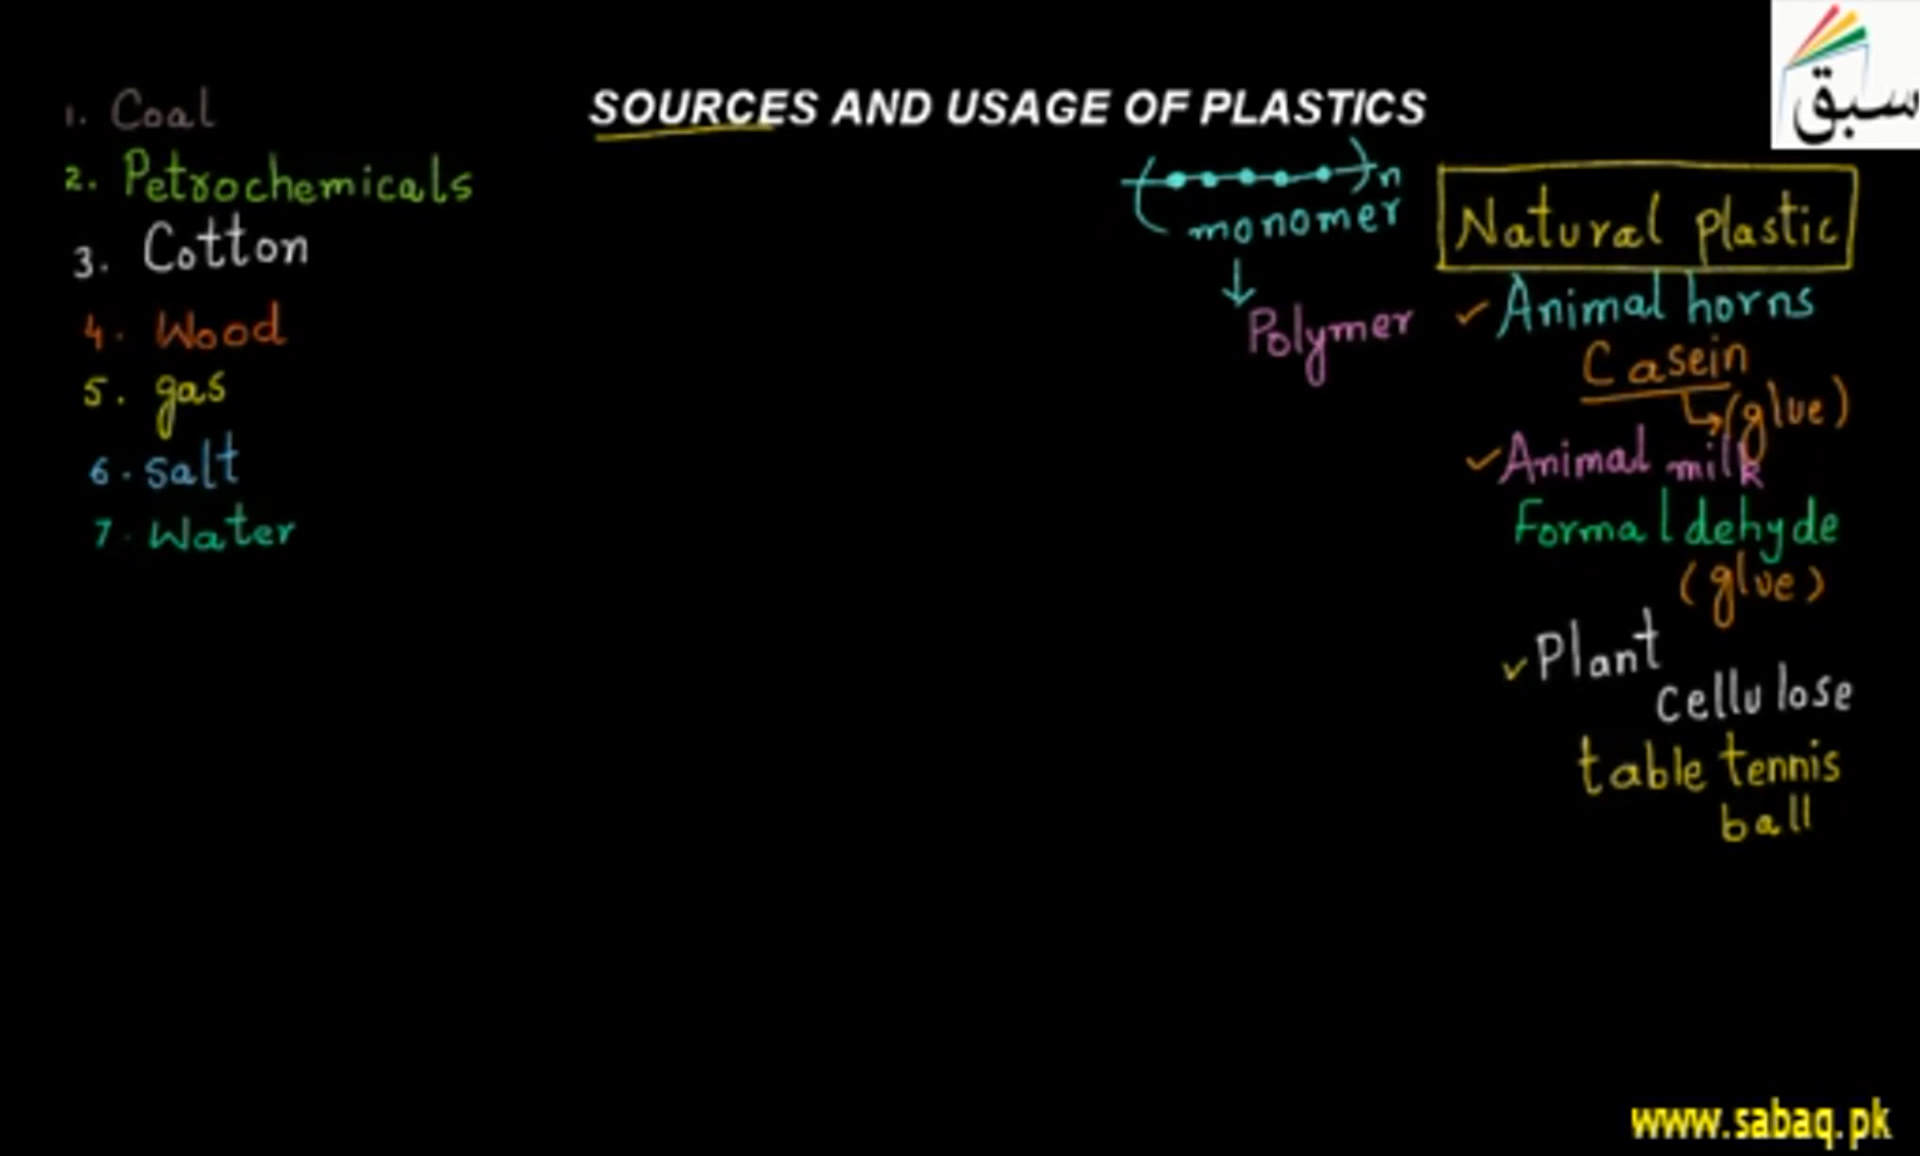 سبق
SOURCES AND USAGE OF PLASTICS
1. Coal
2. Petrochemicals
3. Cotton
4. Wood
5. gas
6. Salt
7. Water
n
monomer
Polymer
Natural plastic
Animal horns
Casein
(glue)
Animal milk
Formaldehyde
(glue)
Plant
cellulose
table tennis
ball
www.sabaq.pk